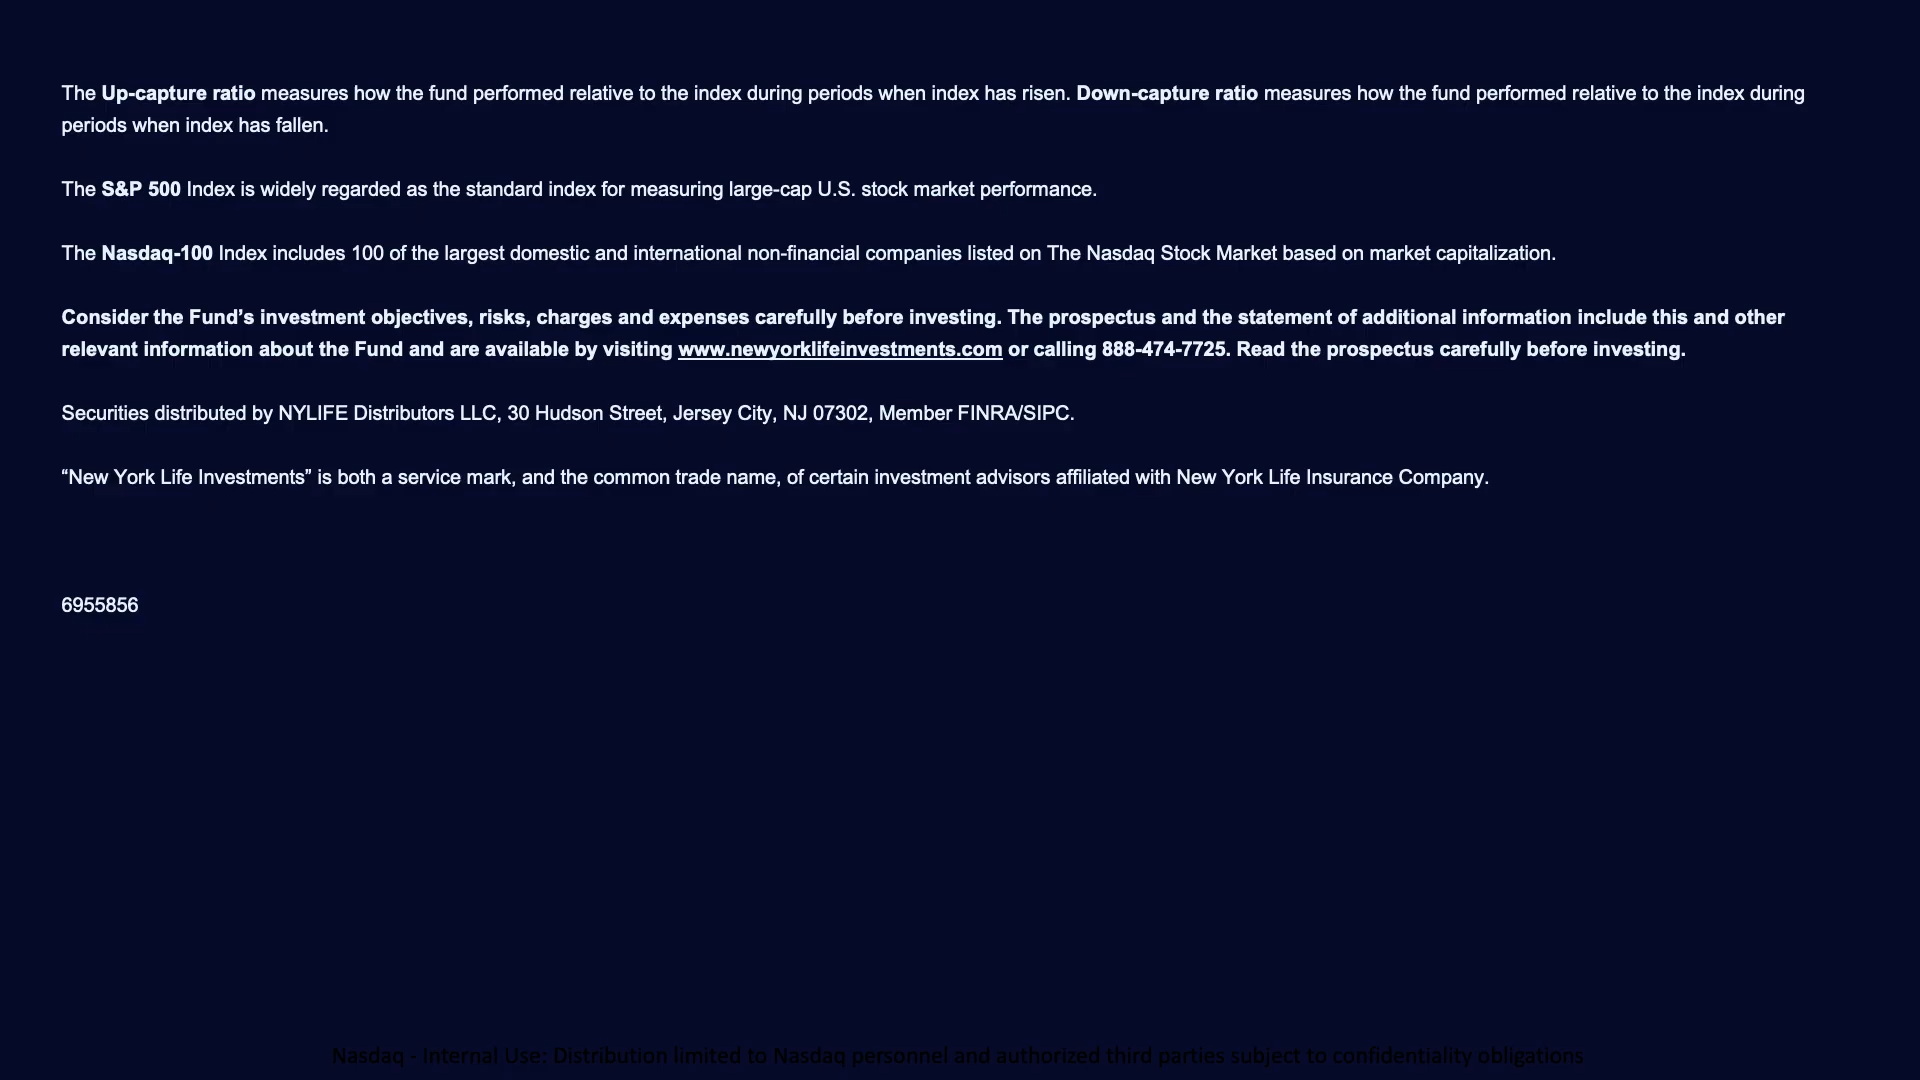 The Up-capture ratio measures how the fund performed relative to the index during periods when index has risen. Down-capture ratio measures how the fund performed relative to the index during
periods when index has fallen.
The S&P 500 Index is widely regarded as the standard index for measuring large-cap U.S. stock market performance.
The Nasdaq-100 Index includes 100 of the largest domestic and international non-financial companies listed on The Nasdaq Stock Market based on market capitalization.
Consider the Fund’s investment objectives, risks, charges and expenses carefully before investing. The prospectus and the statement of additional information include this and other
relevant information about the Fund and are available by visiting www.newyorklifeinvestments.com or calling 888-474-7725. Read the prospectus carefully before investing.
Securities distributed by NYLIFE Distributors LLC, 30 Hudson Street, Jersey City, NJ 07302, Member FINRA/SIPC.
“New York Life Investments” is both a service mark, and the common trade name, of certain investment advisors affiliated with New York Life Insurance Company.
6955856
Nasdaq - Internal Use: Distribution limited to Nasdaq personnel and authorized third parties subject to confidentiality obligations